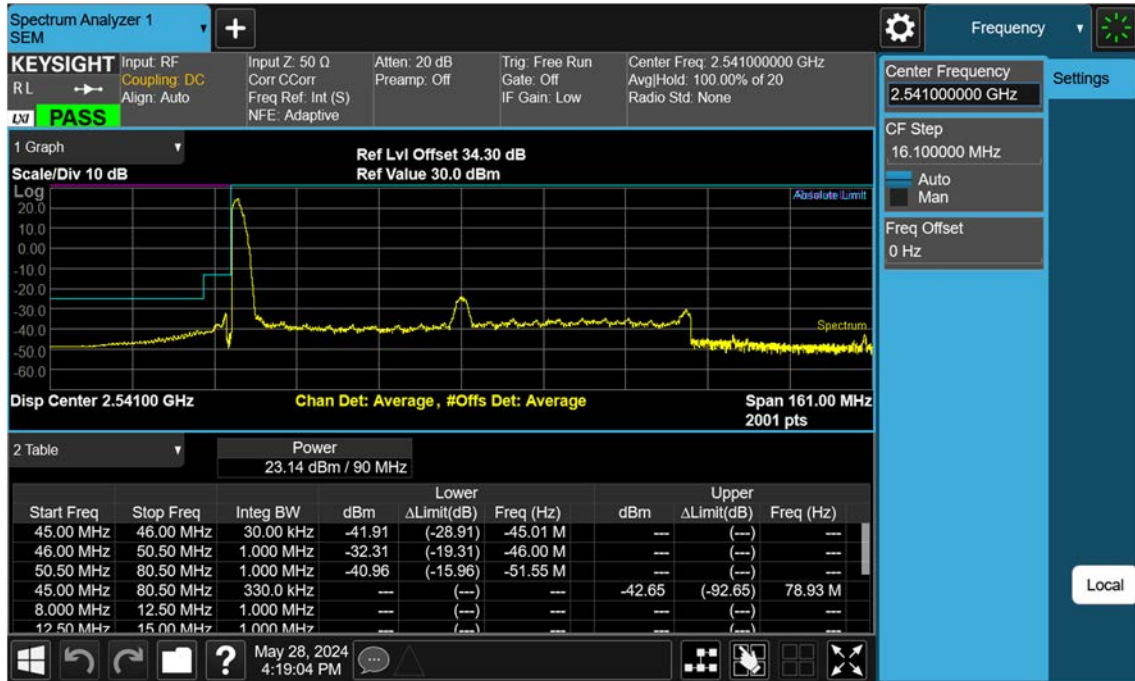 Spectrum Analyzer 1
SEM
Frequency
KEYSIGHT
R L
LXI
PASS
Input: RF
Coupling: DC
Align: Auto
Input Z: 50 Ω
Corr CCorr
Freq Ref: Int (S)
NFE: Adaptive
Atten: 20 dB
Preamp: Off
Trig: Free Run
Gate: Off
IF Gain: Low
Center Freq: 2.541000000 GHz
Avg|Hold: 100.00% of 20
Radio Std: None
Center Frequency
2.541000000 GHz
Settings
CF Step
16.100000 MHz
Auto
Man
Freq Offset
0 Hz
Local
1 Graph
Scale/Div 10 dB
Ref Lvl Offset 34.30 dB
Ref Value 30.0 dBm
Log
20.0
10.0
0.00
-10.0
-20.0
-30.0
-40.0
-50.0
-60.0
Absolute Limit
Spectrum
Disp Center 2.54100 GHz
Chan Det: Average, #Offs Det: Average
Span 161.00 MHz
2001 pts
2 Table
Power
23.14 dBm / 90 MHz
Lower Upper
Start Freq Stop Freq Integ BW dBm ΔLimit(dB) Freq (Hz) dBm ΔLimit(dB) Freq (Hz)
45.00 MHz 46.00 MHz 30.00 kHz -41.91 (-28.91) -45.01 M --- (---) ---
46.00 MHz 50.50 MHz 1.000 MHz -32.31 (-19.31) -46.00 M --- (---) ---
50.50 MHz 80.50 MHz 1.000 MHz -40.96 (-15.96) -51.55 M --- (---) ---
45.00 MHz 80.50 MHz 330.0 kHz --- (---) --- -42.65 (-92.65) 78.93 M
8.000 MHz 12.50 MHz 1.000 MHz --- (---) --- --- (---) ---
12.50 MHz 15.00 MHz 1.000 MHz --- (---) --- --- (---) ---
May 28, 2024
4:19:04 PM